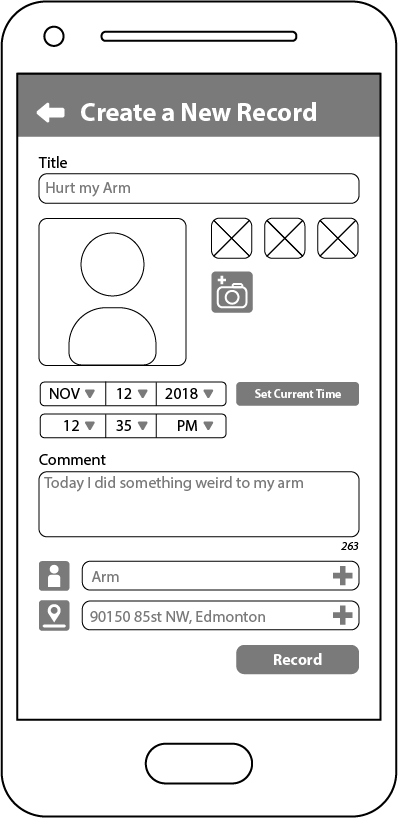 Create a New Record
Title
Hurt my Arm
NOV 12 2018 Set Current Time
12 35 PM
Comment
Today I did something weird to my arm
263
Arm
90150 85st NW, Edmonton
Record